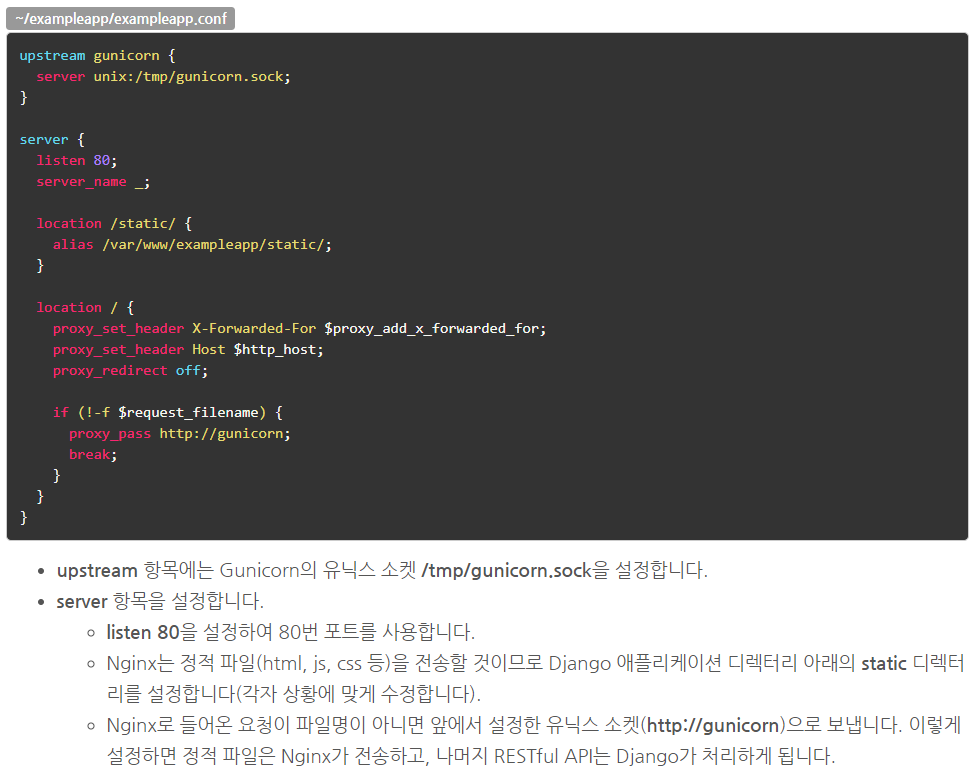 ~/exampleapp/exampleapp.conf
upstream gunicorn {
  server unix:/tmp/gunicorn.sock;
}

server {
  listen 80;
  server_name _;

  location /static/ {
    alias /var/www/exampleapp/static/;
  }

  location / {
    proxy_set_header X-Forwarded-For $proxy_add_x_forwarded_for;
    proxy_set_header Host $http_host;
    proxy_redirect off;

    if (!-f $request_filename) {
      proxy_pass http://gunicorn;
      break;
    }
  }
}
• upstream 항목에는 Gunicorn의 유닉스 소켓 /tmp/gunicorn.sock을 설정합니다.
• server 항목을 설정합니다.
◦ listen 80을 설정하여 80번 포트를 사용합니다.
◦ Nginx는 정적 파일(html, js, css 등)을 전송할 것이므로 Django 애플리케이션 디렉터리 아래의 static 디렉터
리를 설정합니다(각자 상황에 맞게 수정합니다).
◦ Nginx로 들어온 요청이 파일명이 아니면 앞에서 설정한 유닉스 소켓(http://gunicorn)으로 보냅니다. 이렇게
설정하면 정적 파일은 Nginx가 전송하고, 나머지 RESTful API는 Django가 처리하게 됩니다.